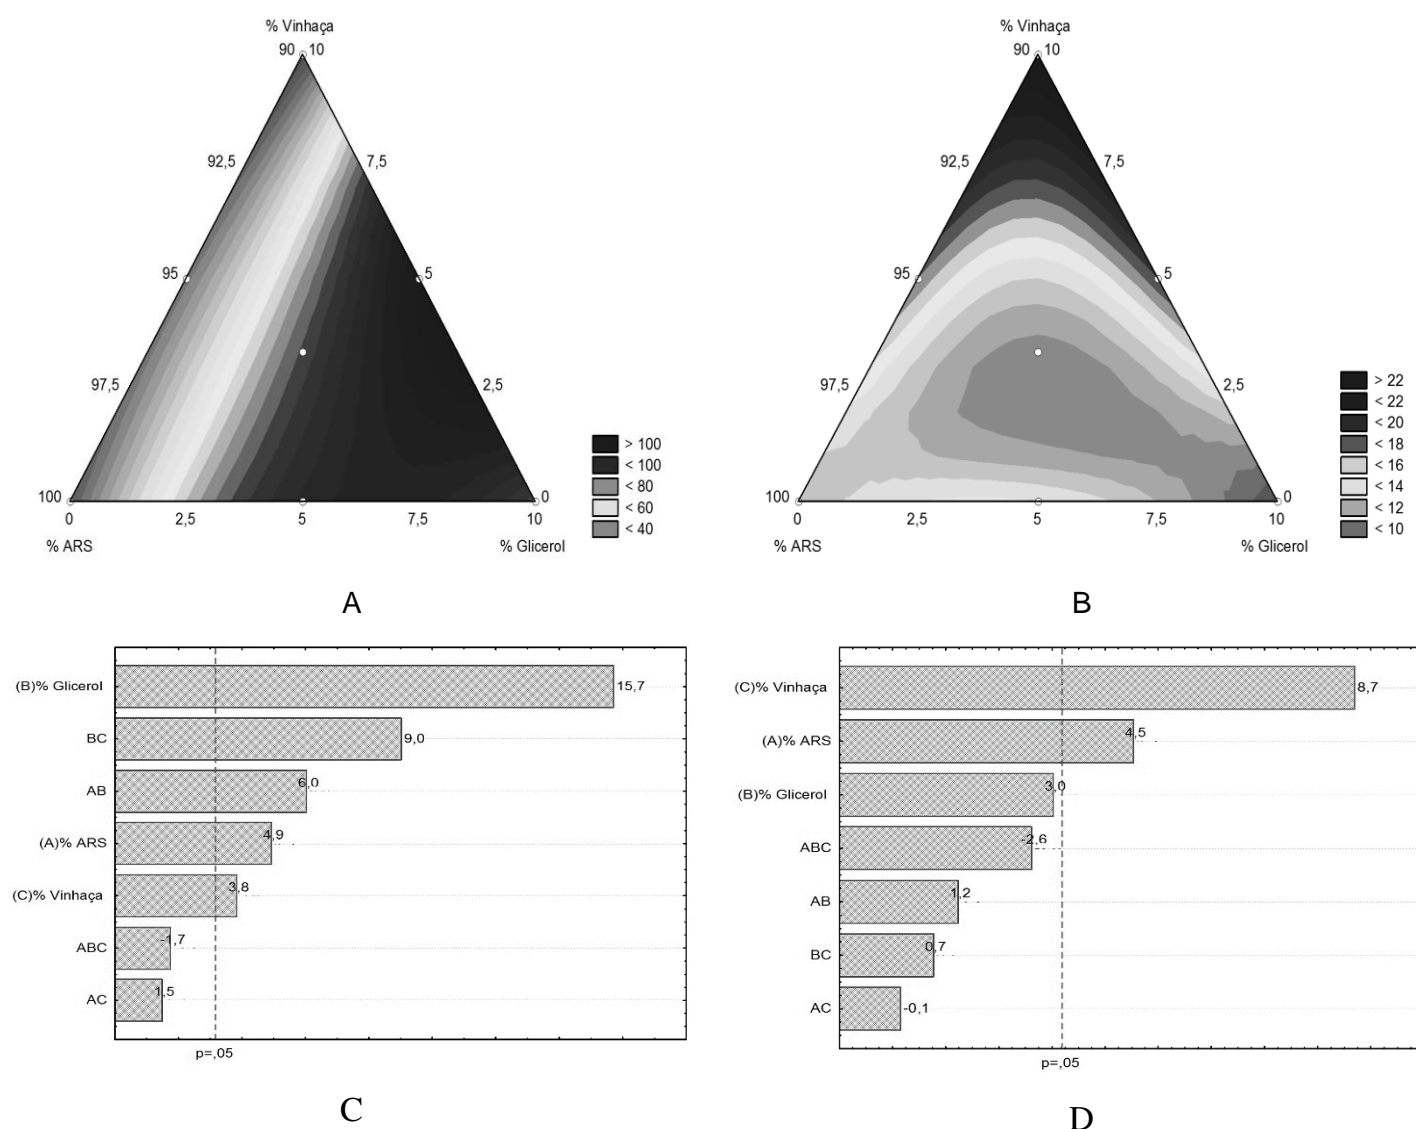 % Vinhaça
90 10
92,5 7,5
95 5
97,5 2,5
100 0
0 2,5 5 7,5 10
% ARS % Glicerol
> 100
< 100
< 80
< 60
< 40
A
% Vinhaça
90 10
92,5 7,5
95 5
97,5 2,5
100 0
0 2,5 5 7,5 10
% ARS % Glicerol
> 22
< 22
< 20
< 18
< 16
< 14
< 12
< 10
B
(B)% Glicerol 15,7
BC 9,0
AB 6,0
(A)% ARS 4,9
(C)% Vinhaça 3,8
ABC -1,7
AC 1,5
p=,05
C
(C)% Vinhaça 8,7
(A)% ARS 4,5
(B)% Glicerol 3,0
ABC -2,6
AB 1,2
BC 0,7
AC -0,1
p=,05
D